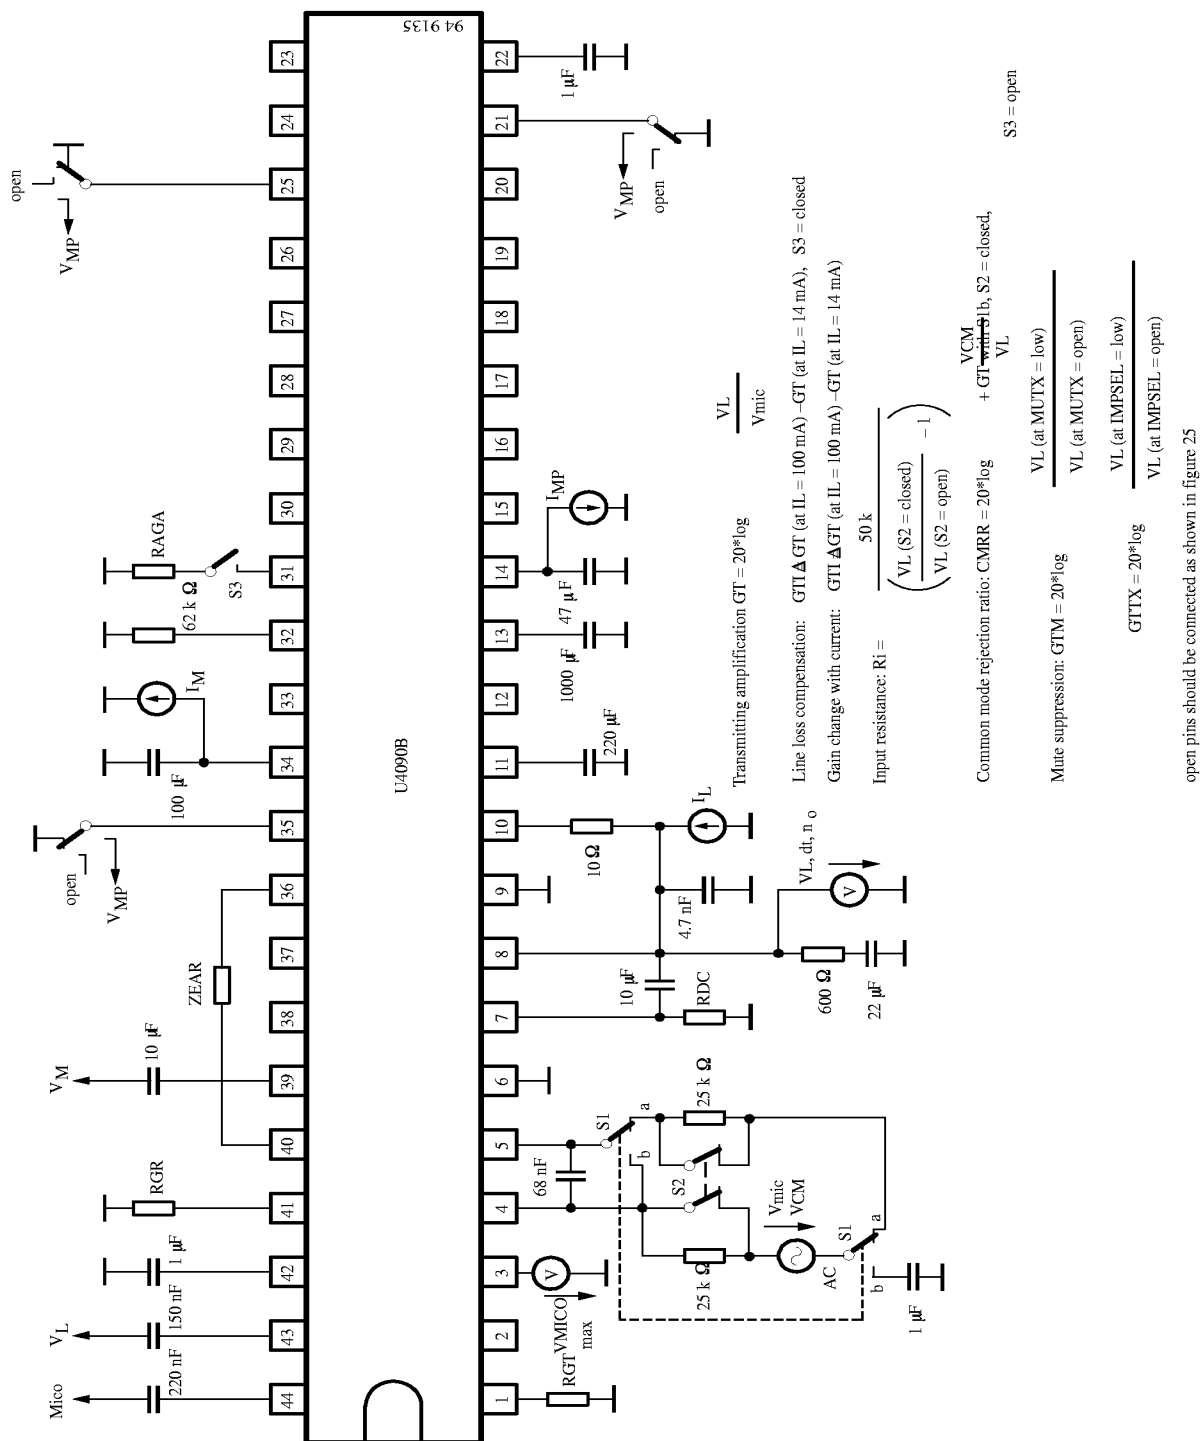 94 9135
U4090B
23
24
25
26
27
28
29
30
31
32
33
34
35
36
37
38
39
40
41
42
43
44
22
21
20
19
18
17
16
15
14
13
12
11
10
9
8
7
6
5
4
3
2
1
open
VMP
RAGA
S3
62 k Ω
IM
100 μF
open
VMP
ZEAR
VM
10 μF
RGR
1 μF
VL
150 nF
Mico
220 nF
1 μF
VMP
open
IMP
47 μF
1000 μF
220 μF
10 Ω
IL
4.7 nF
VL, dt, n o
V
10 μF
RDC
600 Ω
22 μF
68 nF
S1
a
b
25 k Ω
S2
25 k Ω
Vmic
VCM
AC
S1
a
b
1 μF
V
VMICO
max
RGT
Transmitting amplification GT = 20*log
VL
Vmic
Line loss compensation: GTI Δ GT (at IL = 100 mA) –GT (at IL = 14 mA), S3 = closed
Gain change with current: GTI Δ GT (at IL = 100 mA) –GT (at IL = 14 mA)
Input resistance: Ri =
50 k
VL (S2 = closed)
VL (S2 = open)
– 1
Common mode rejection ratio: CMRR = 20*log
VCM
VL
+ GT with S1b, S2 = closed,
S3 = open
Mute suppression: GTM = 20*log
VL (at MUTX = low)
VL (at MUTX = open)
GTTX = 20*log
VL (at IMPSEL = low)
VL (at IMPSEL = open)
open pins should be connected as shown in figure 25